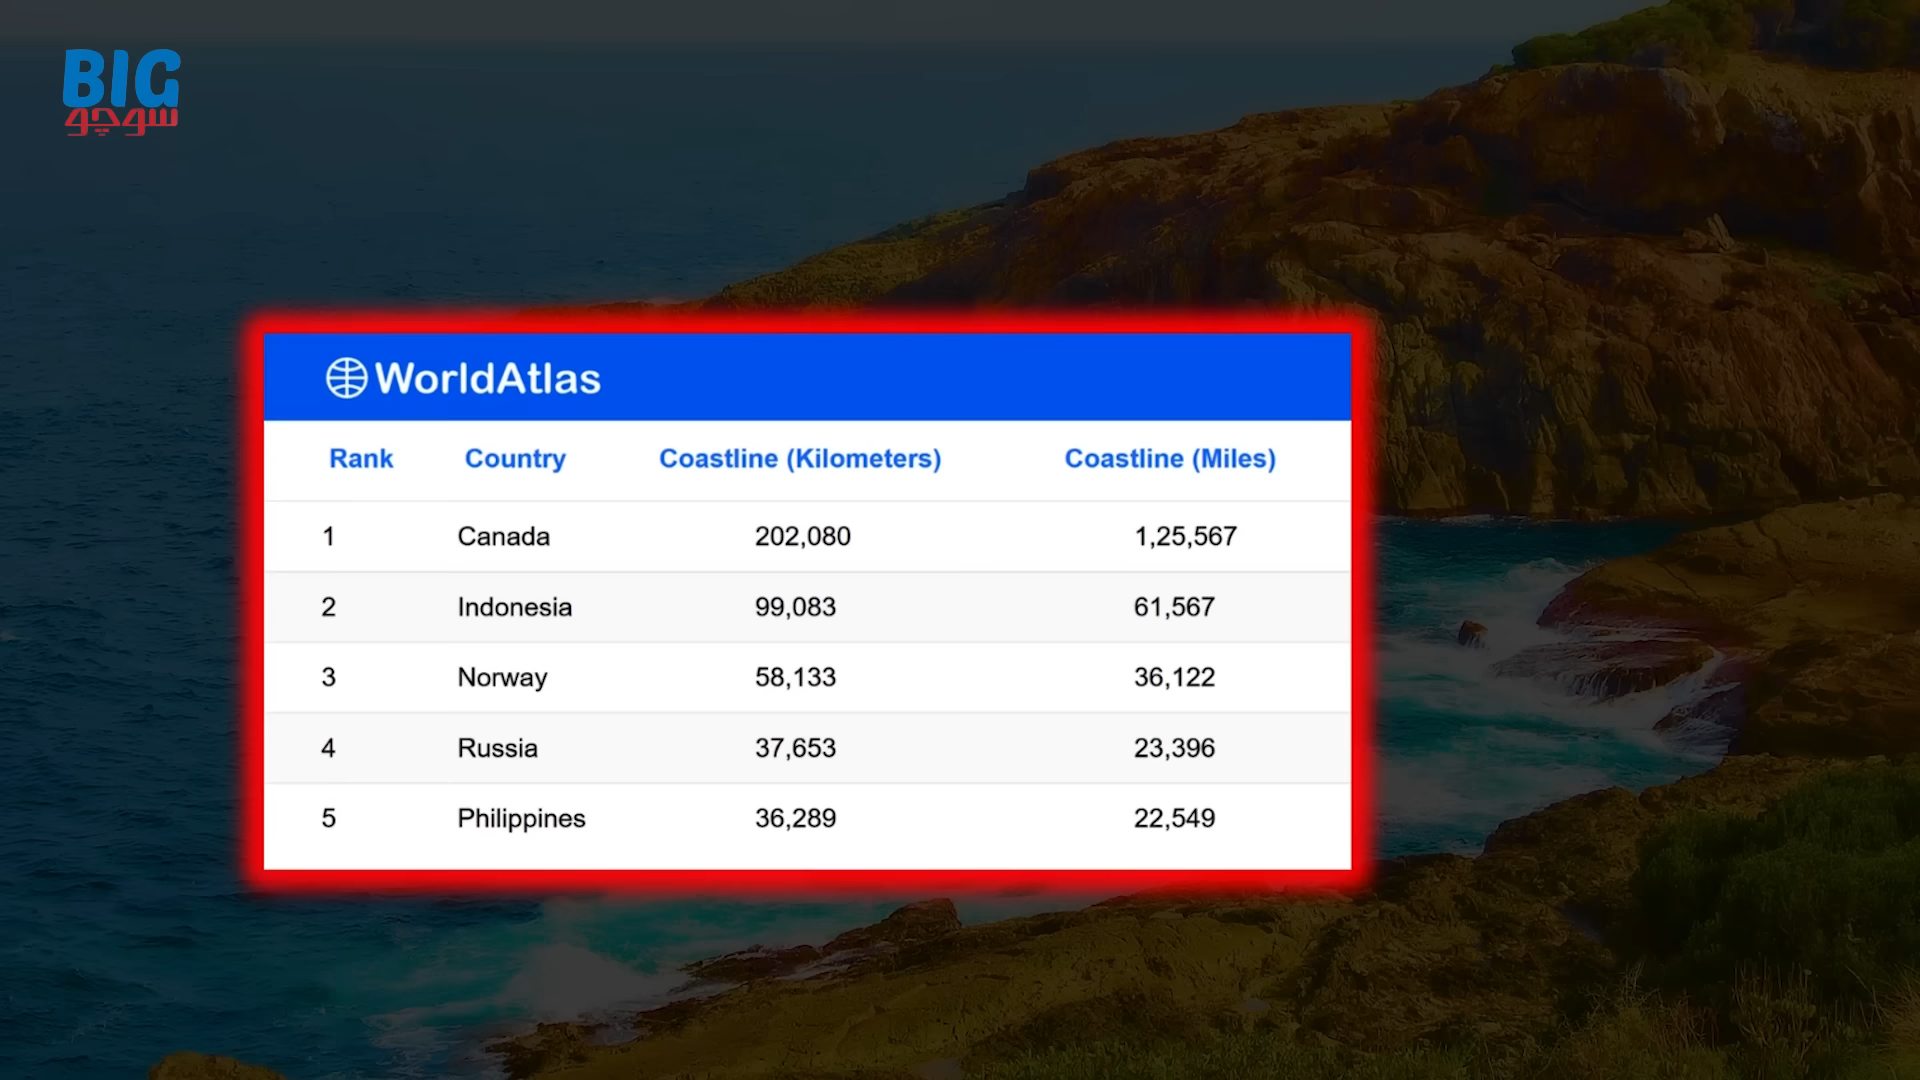 BIG
سوچو
WorldAtlas
Rank Country Coastline (Kilometers) Coastline (Miles)
1 Canada 202,080 1,25,567
2 Indonesia 99,083 61,567
3 Norway 58,133 36,122
4 Russia 37,653 23,396
5 Philippines 36,289 22,549